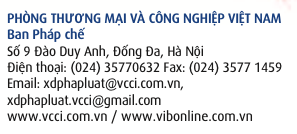 PHÒNG THƯƠNG MẠI VÀ CÔNG NGHIỆP VIỆT NAM
Ban Pháp chế
Số 9 Đào Duy Anh, Đống Đa, Hà Nội
Điện thoại: (024) 35770632 Fax: (024) 3577 1459
Email: xdphapluat@vcci.com.vn,
xdphapluat.vcci@gmail.com
www.vcci.com.vn / www.vibonline.com.vn